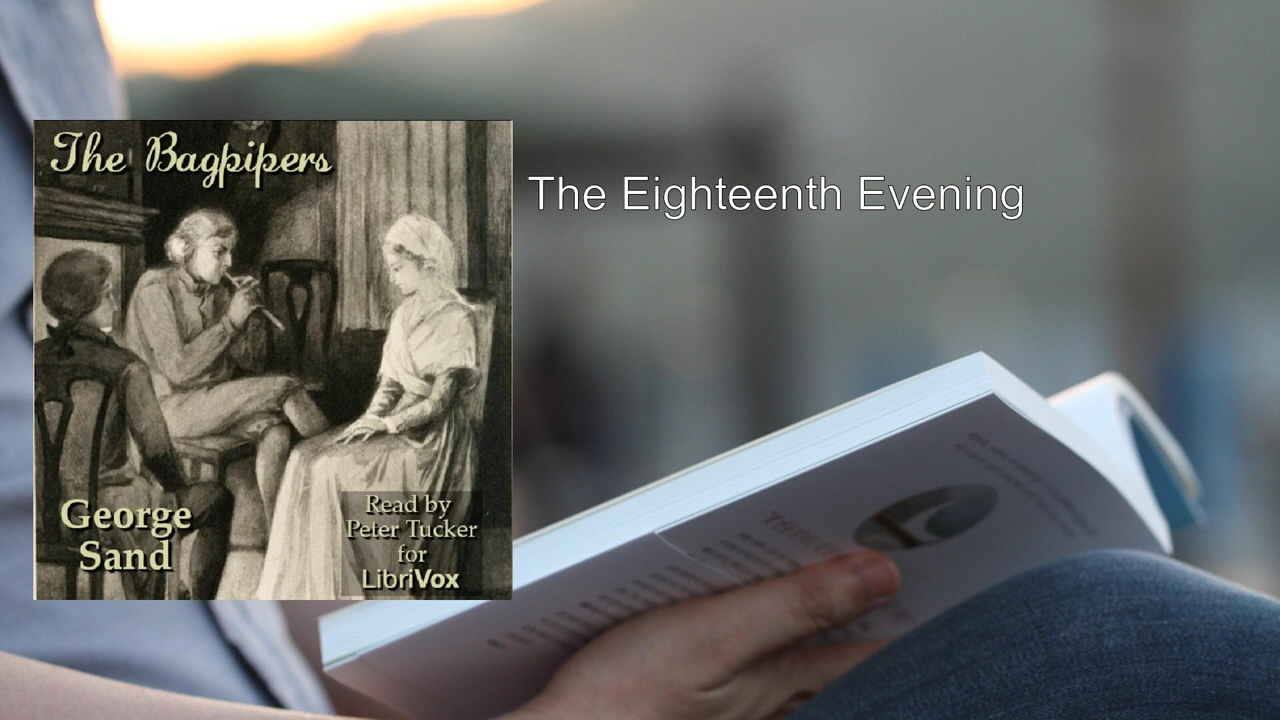 The Bagpipers
The Eighteenth Evening
George
Sand
Read by
Peter Tucker
for
LibriVox